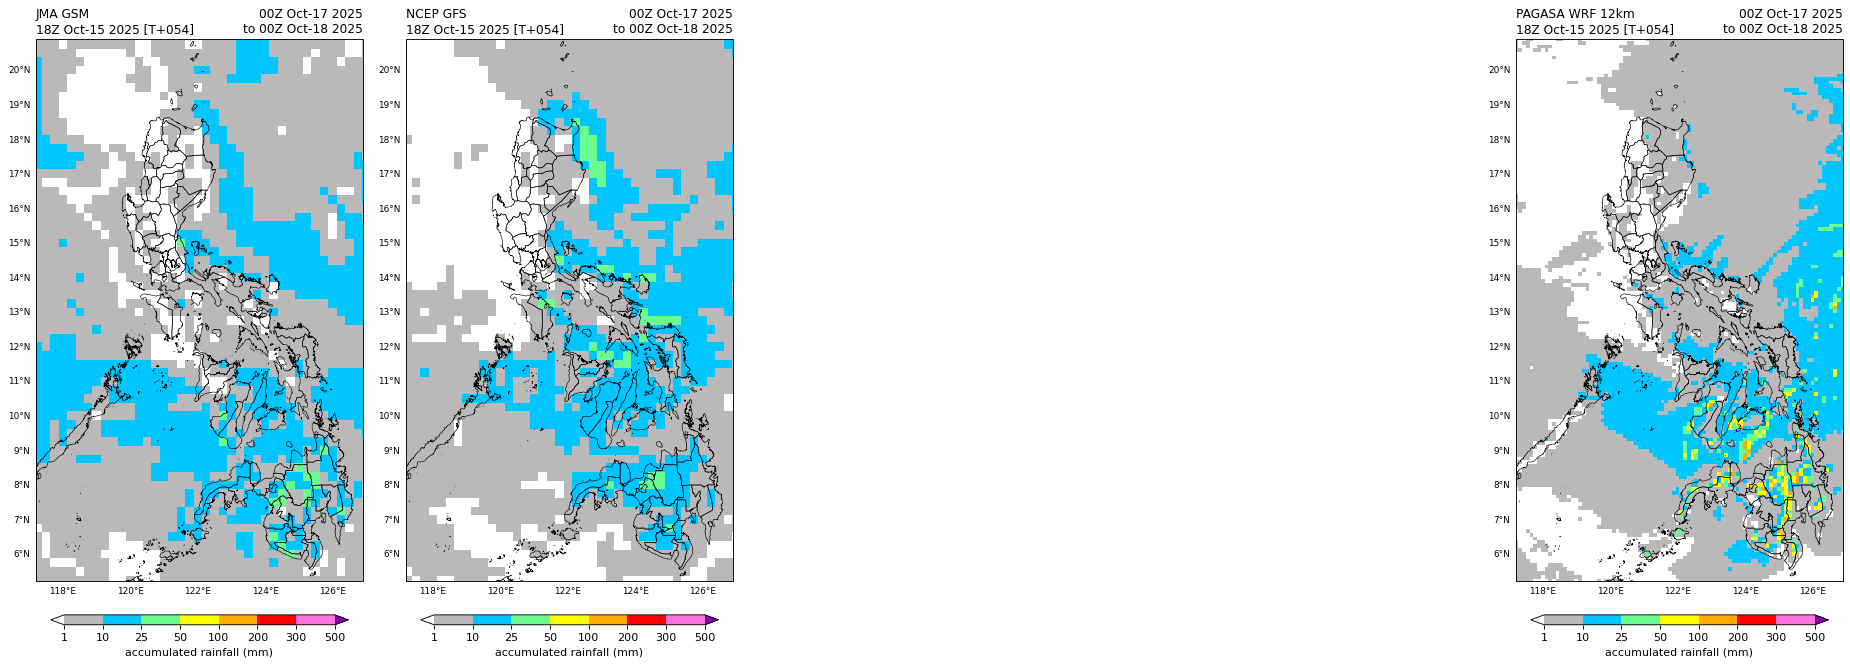 JMA GSM 00Z Oct-17 2025
18Z Oct-15 2025 [T+054] to 00Z Oct-18 2025
20°N
19°N
18°N
17°N
16°N
15°N
14°N
13°N
12°N
11°N
10°N
9°N
8°N
7°N
6°N
118°E 120°E 122°E 124°E 126°E
1 10 25 50 100 200 300 500
accumulated rainfall (mm)
NCEP GFS 00Z Oct-17 2025
18Z Oct-15 2025 [T+054] to 00Z Oct-18 2025
20°N
19°N
18°N
17°N
16°N
15°N
14°N
13°N
12°N
11°N
10°N
9°N
8°N
7°N
6°N
118°E 120°E 122°E 124°E 126°E
1 10 25 50 100 200 300 500
accumulated rainfall (mm)
PAGASA WRF 12km 00Z Oct-17 2025
18Z Oct-15 2025 [T+054] to 00Z Oct-18 2025
20°N
19°N
18°N
17°N
16°N
15°N
14°N
13°N
12°N
11°N
10°N
9°N
8°N
7°N
6°N
118°E 120°E 122°E 124°E 126°E
1 10 25 50 100 200 300 500
accumulated rainfall (mm)